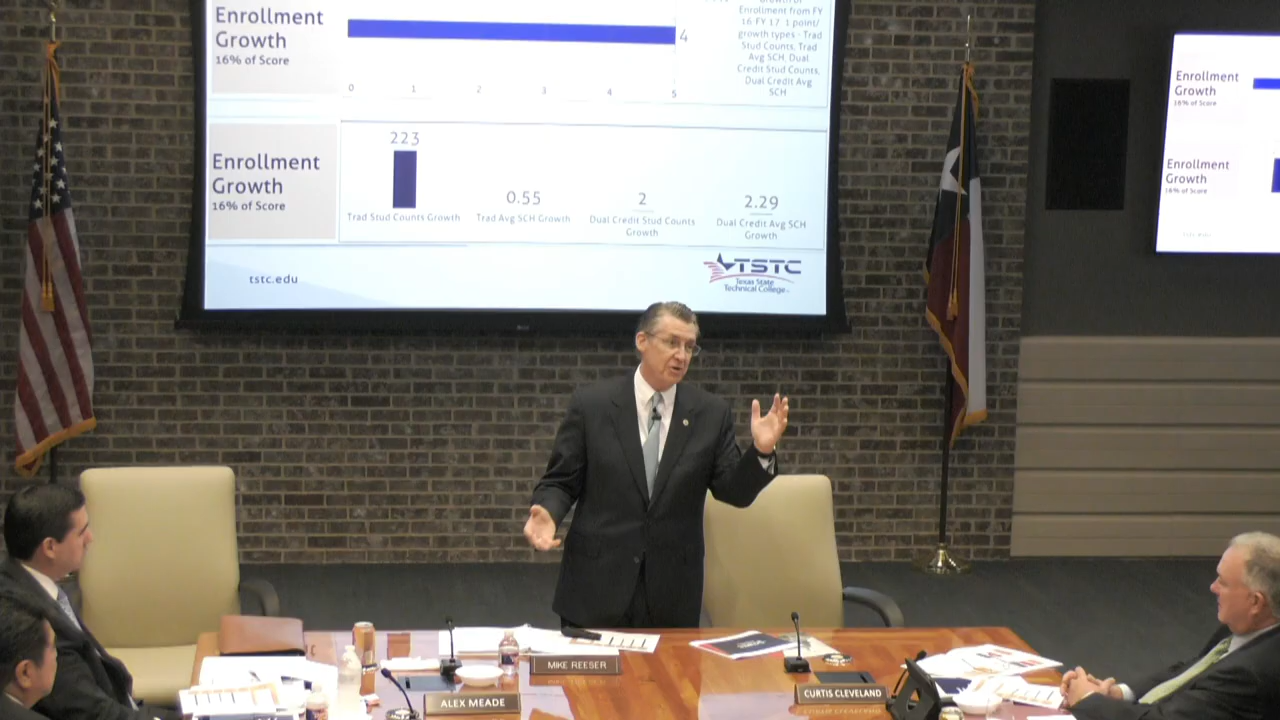 Enrollment
Growth
16% of Score
4
0 1 2 3 4 5
Enrollment from FY
16-FY 17 1 point/
growth types - Trad
Stud Counts, Trad
Avg SCH, Dual
Credit Stud Counts,
Dual Credit Avg
SCH
Enrollment
Growth
16% of Score
223
Trad Stud Counts Growth
0.55
Trad Avg SCH Growth
2
Dual Credit Stud Counts
Growth
2.29
Dual Credit Avg SCH
Growth
tstc.edu
TSTC
Texas State
Technical College
Enrollment
Growth
16% of Score
Enrollment
Growth
16% of Score
MIKE REESER
ALEX MEADE
CURTIS CLEVELAND